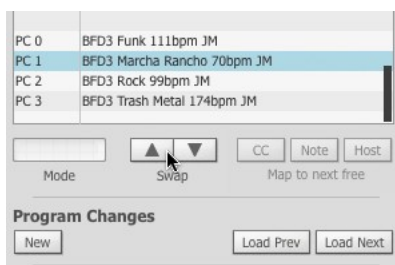 PC 0 BFD3 Funk 111bpm JM
PC 1 BFD3 Marcha Rancho 70bpm JM
PC 2 BFD3 Rock 99bpm JM
PC 3 BFD3 Trash Metal 174bpm JM
CC Note Host
Mode Swap Map to next free
Program Changes
New Load Prev Load Next